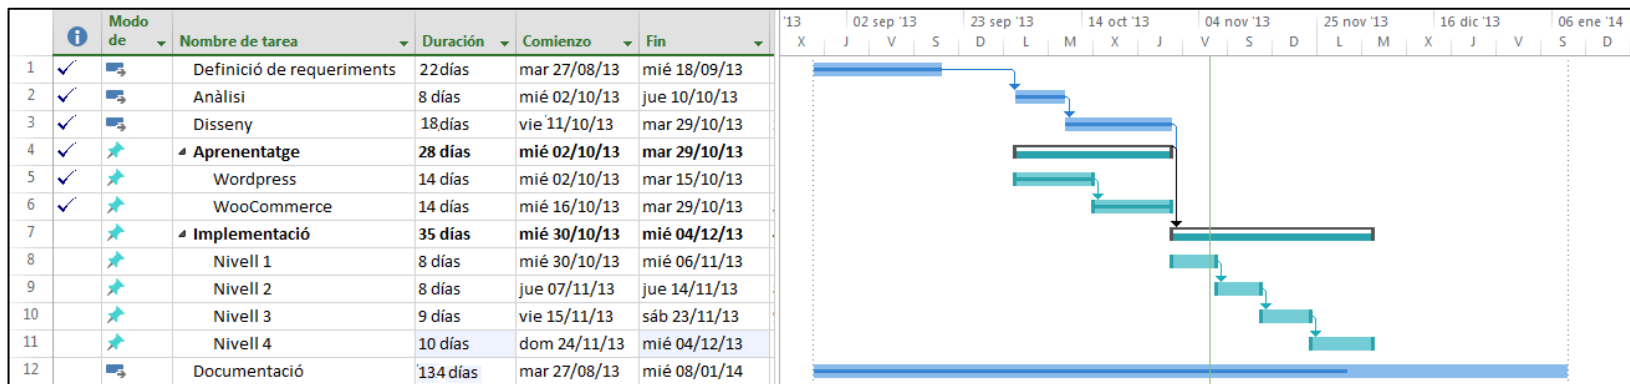 Modo de Nombre de tarea Duración Comienzo Fin
'13 02 sep '13 23 sep '13 14 oct '13 04 nov '13 25 nov '13 16 dic '13 06 ene '14
X J V S D L M X J V S D L M X J V S D
1 Definició de requeriments 22 días mar 27/08/13 mié 18/09/13
2 Anàlisi 8 días mié 02/10/13 jue 10/10/13
3 Disseny 18 días vie 11/10/13 mar 29/10/13
4 Aprenentatge 28 días mié 02/10/13 mar 29/10/13
5 Wordpress 14 días mié 02/10/13 mar 15/10/13
6 WooCommerce 14 días mié 16/10/13 mar 29/10/13
7 Implementació 35 días mié 30/10/13 mié 04/12/13
8 Nivell 1 8 días mié 30/10/13 mié 06/11/13
9 Nivell 2 8 días jue 07/11/13 jue 14/11/13
10 Nivell 3 9 días vie 15/11/13 sáb 23/11/13
11 Nivell 4 10 días dom 24/11/13 mié 04/12/13
12 Documentació 134 días mar 27/08/13 mié 08/01/14